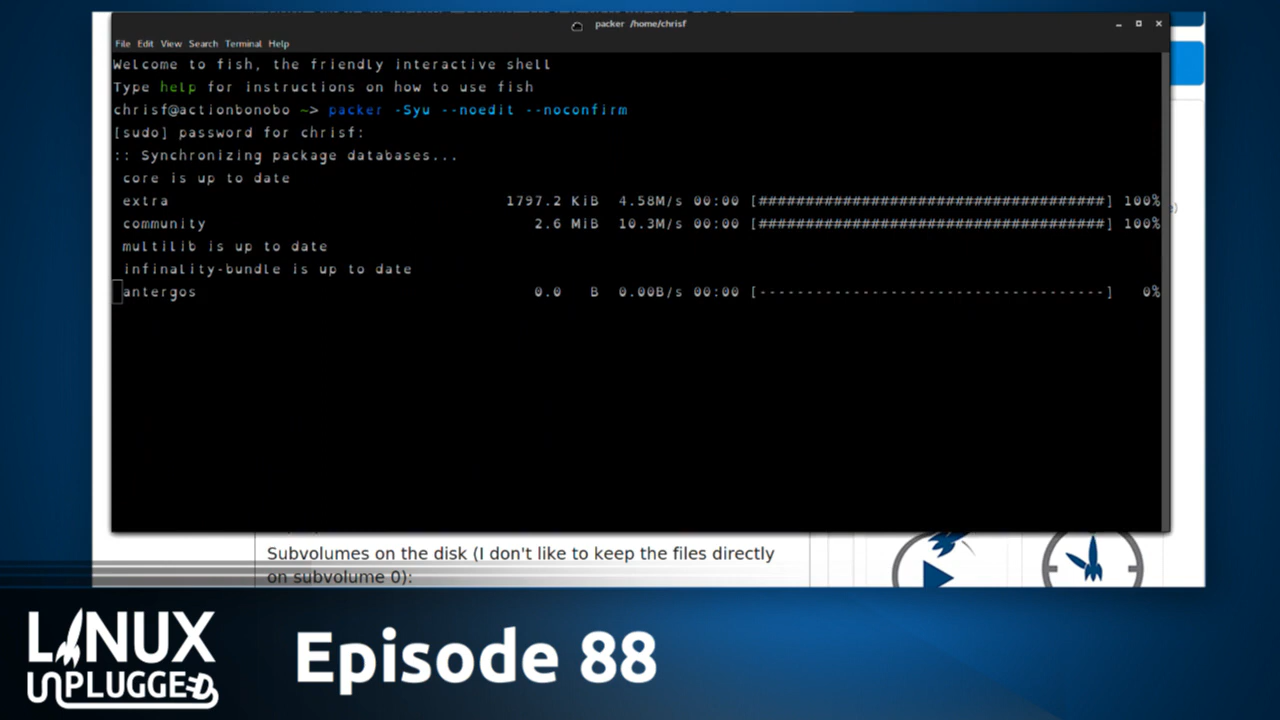 packer /home/chrisf
File Edit View Search Terminal Help
Welcome to fish, the friendly interactive shell
Type help for instructions on how to use fish
chrisf@actionbonobo ~> packer -Syu --noedit --noconfirm
[sudo] password for chrisf:
:: Synchronizing package databases...
core is up to date
extra 1797.2 KiB 4.58M/s 00:00 [#####################################] 100%
community 2.6 MiB 10.3M/s 00:00 [#####################################] 100%
multilib is up to date
infinality-bundle is up to date
antergos 0.0 B 0.00B/s 00:00 [-------------------------------------] 0%
Subvolumes on the disk (I don't like to keep the files directly
on subvolume 0):
LINUX
UNPLUGGED
Episode 88